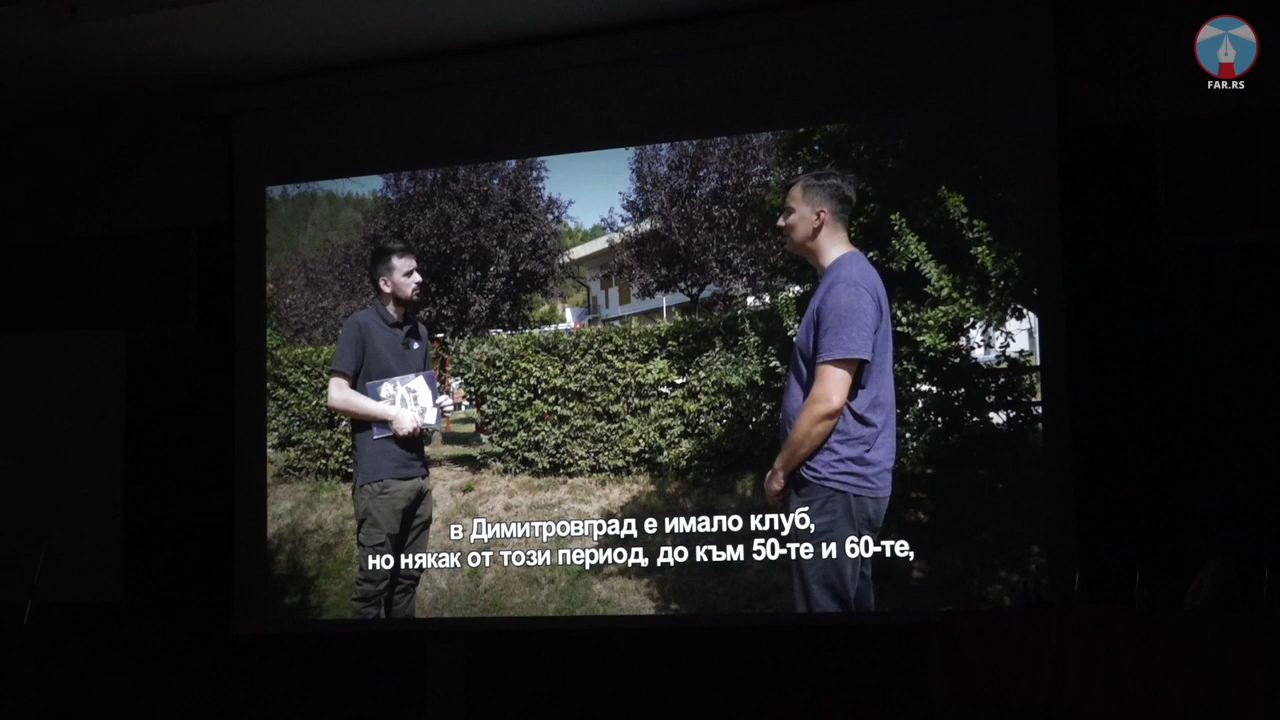 FAR.RS
в Димитровград е имало клуб,
но някак от този период, до към 50-те и 60-те,